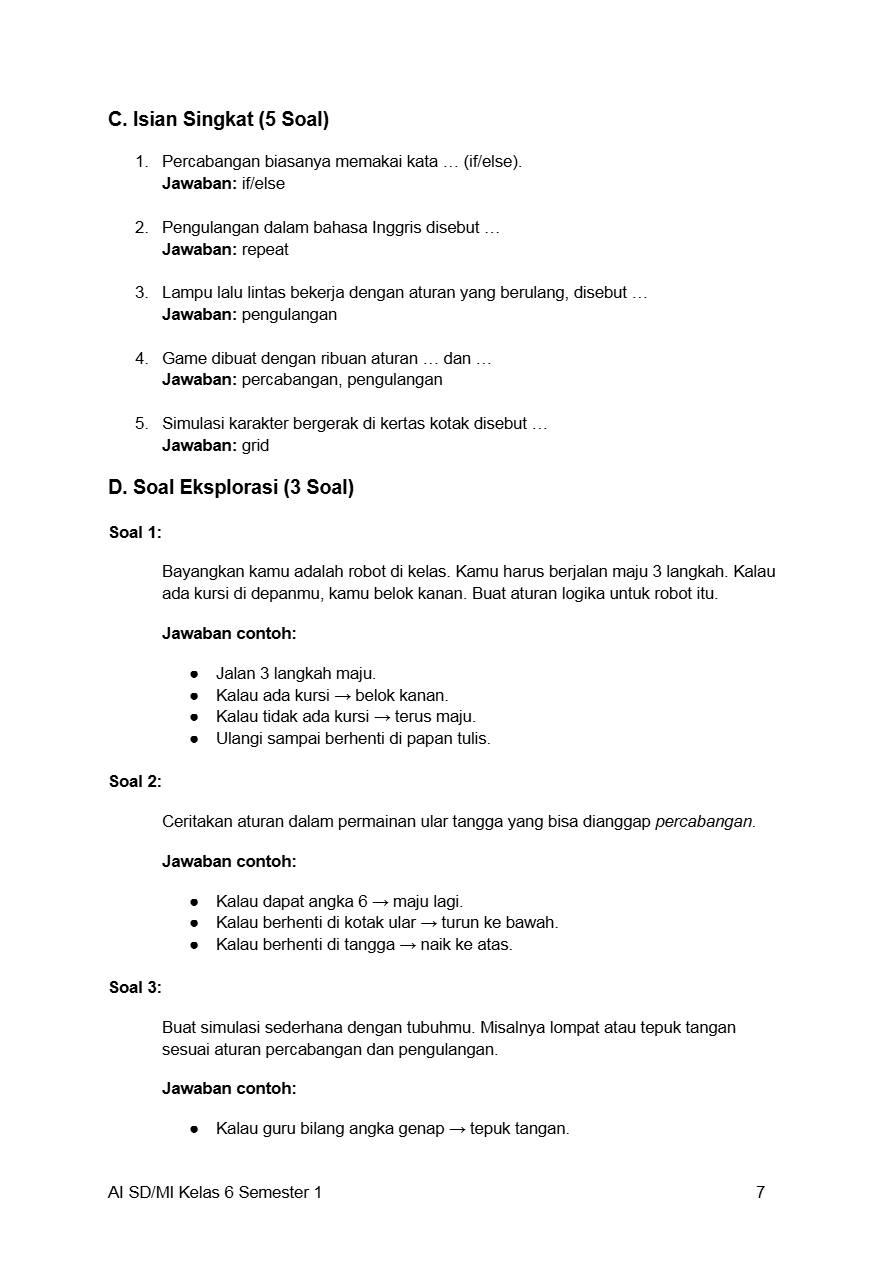 C. Isian Singkat (5 Soal)
1. Percabangan biasanya memakai kata … (if/else).
Jawaban: if/else
2. Pengulangan dalam bahasa Inggris disebut …
Jawaban: repeat
3. Lampu lalu lintas bekerja dengan aturan yang berulang, disebut …
Jawaban: pengulangan
4. Game dibuat dengan ribuan aturan … dan …
Jawaban: percabangan, pengulangan
5. Simulasi karakter bergerak di kertas kotak disebut …
Jawaban: grid
D. Soal Eksplorasi (3 Soal)
Soal 1:
Bayangkan kamu adalah robot di kelas. Kamu harus berjalan maju 3 langkah. Kalau
ada kursi di depanmu, kamu belok kanan. Buat aturan logika untuk robot itu.
Jawaban contoh:
● Jalan 3 langkah maju.
● Kalau ada kursi → belok kanan.
● Kalau tidak ada kursi → terus maju.
● Ulangi sampai berhenti di papan tulis.
Soal 2:
Ceritakan aturan dalam permainan ular tangga yang bisa dianggap percabangan.
Jawaban contoh:
● Kalau dapat angka 6 → maju lagi.
● Kalau berhenti di kotak ular → turun ke bawah.
● Kalau berhenti di tangga → naik ke atas.
Soal 3:
Buat simulasi sederhana dengan tubuhmu. Misalnya lompat atau tepuk tangan
sesuai aturan percabangan dan pengulangan.
Jawaban contoh:
● Kalau guru bilang angka genap → tepuk tangan.
AI SD/MI Kelas 6 Semester 1 7